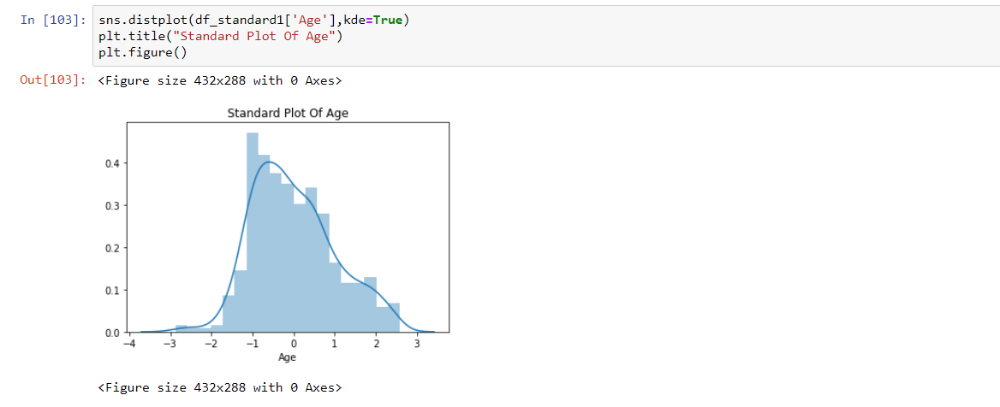 In [103]: sns.distplot(df_standard1['Age'],kde=True)
plt.title("Standard Plot Of Age")
plt.figure()
Out[103]: <Figure size 432x288 with 0 Axes>
Standard Plot Of Age
0.4
0.3
0.2
0.1
0.0
−4 −3 −2 −1 0 1 2 3
Age
<Figure size 432x288 with 0 Axes>